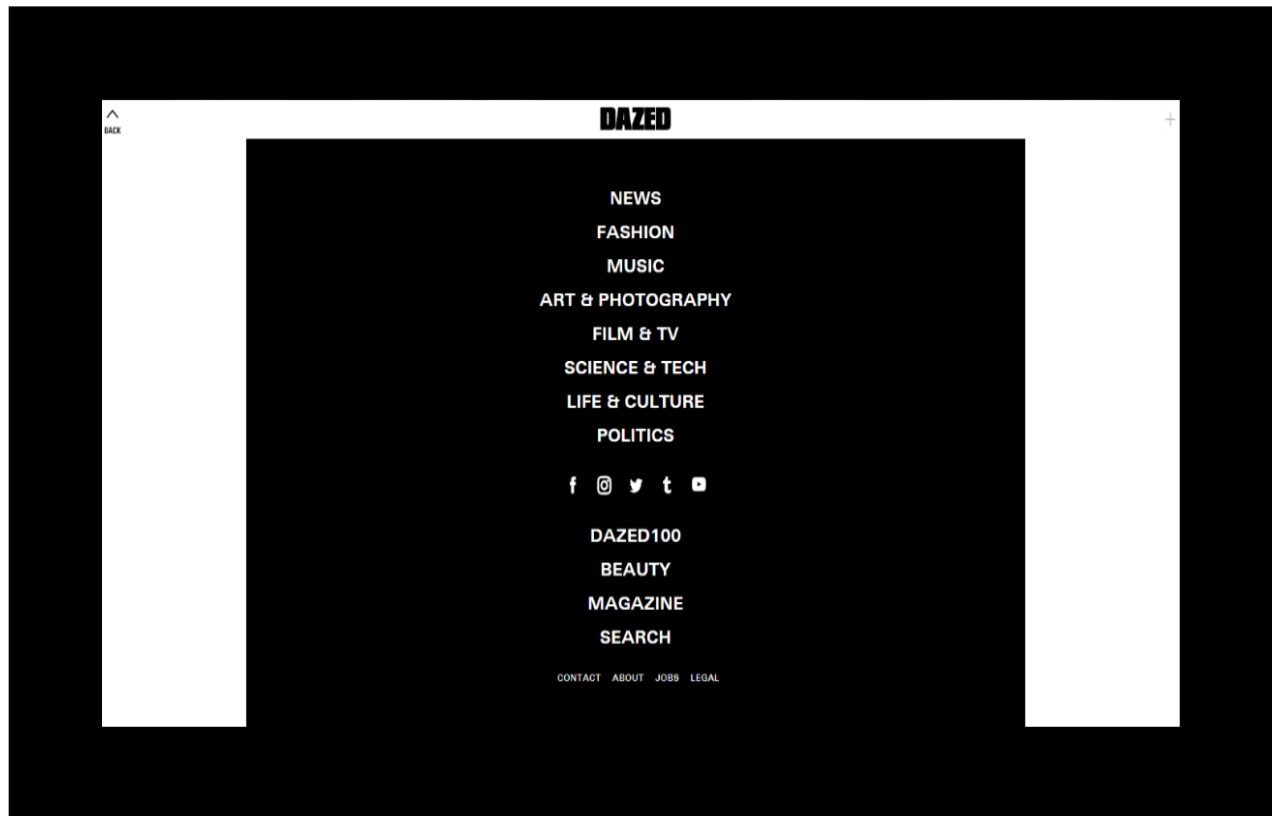 DAZED
BACK
NEWS
FASHION
MUSIC
ART & PHOTOGRAPHY
FILM & TV
SCIENCE & TECH
LIFE & CULTURE
POLITICS
DAZED100
BEAUTY
MAGAZINE
SEARCH
CONTACT ABOUT JOBS LEGAL